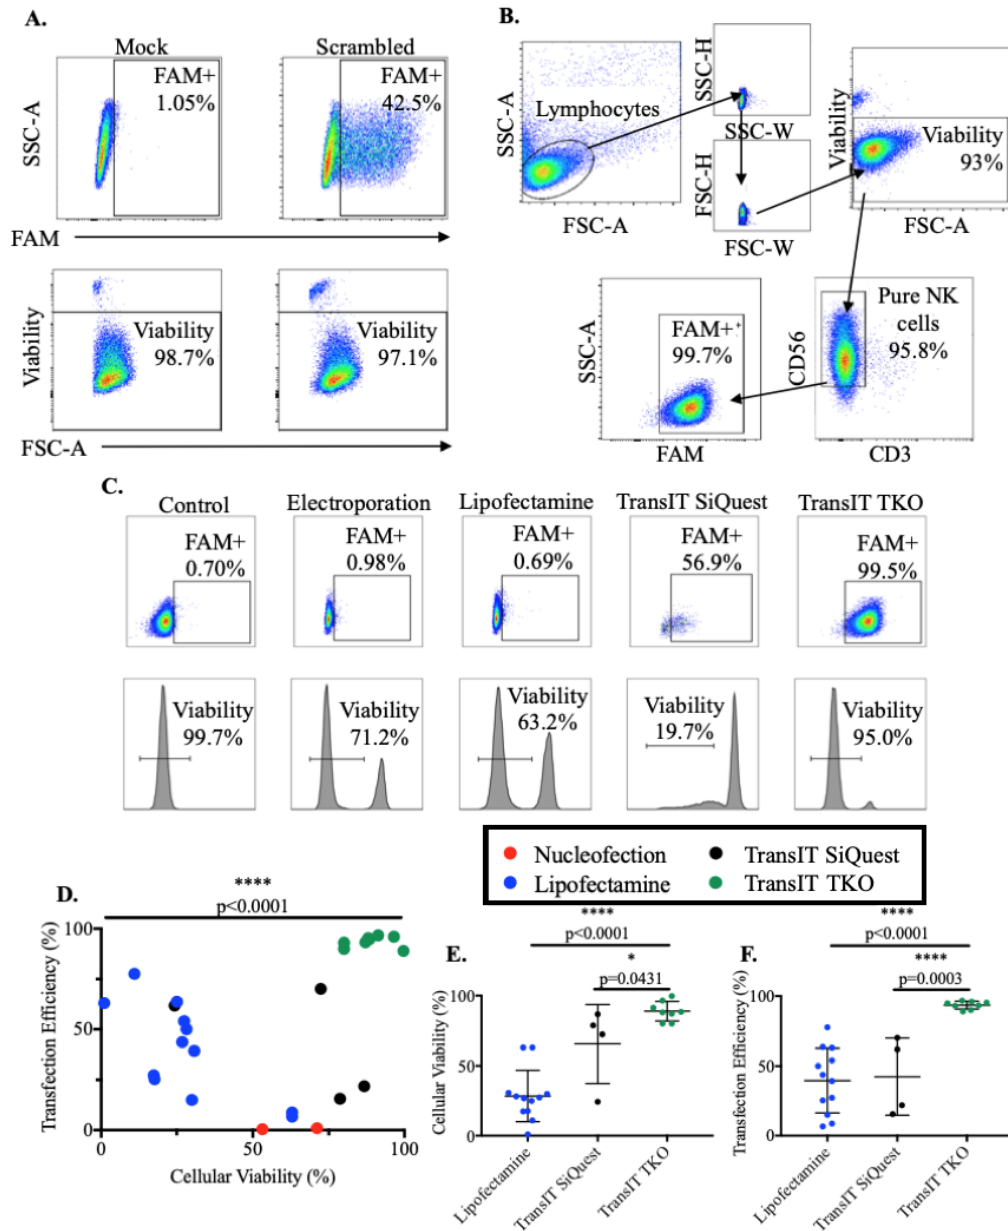 A.
Mock
Scrambled
FAM+
1.05%
FAM+
42.5%
SSC-A
FAM
Viability
98.7%
Viability
97.1%
Viability
FSC-A
B.
Lymphocytes
SSC-A
FSC-A
SSC-H
SSC-W
FSC-H
FSC-W
Viability
Viability
93%
FSC-A
Pure NK
cells
95.8%
CD56
CD3
FAM+
99.7%
SSC-A
FAM
C.
Control
Electroporation
Lipofectamine
TransIT SiQuest
TransIT TKO
FAM+
0.70%
FAM+
0.98%
FAM+
0.69%
FAM+
56.9%
FAM+
99.5%
Viability
99.7%
Viability
71.2%
Viability
63.2%
Viability
19.7%
Viability
95.0%
Nucleofection
TransIT SiQuest
Lipofectamine
TransIT TKO
D.
****
p<0.0001
Transfection Efficiency (%)
100
50
0
0
25
50
75
100
Cellular Viability (%)
E.
****
p<0.0001
*
p=0.0431
Cellular Viability (%)
100
50
0
Lipofectamine
TransIT SiQuest
TransIT TKO
F.
****
p<0.0001
****
p=0.0003
Transfection Efficiency (%)
100
50
0
Lipofectamine
TransIT SiQuest
TransIT TKO